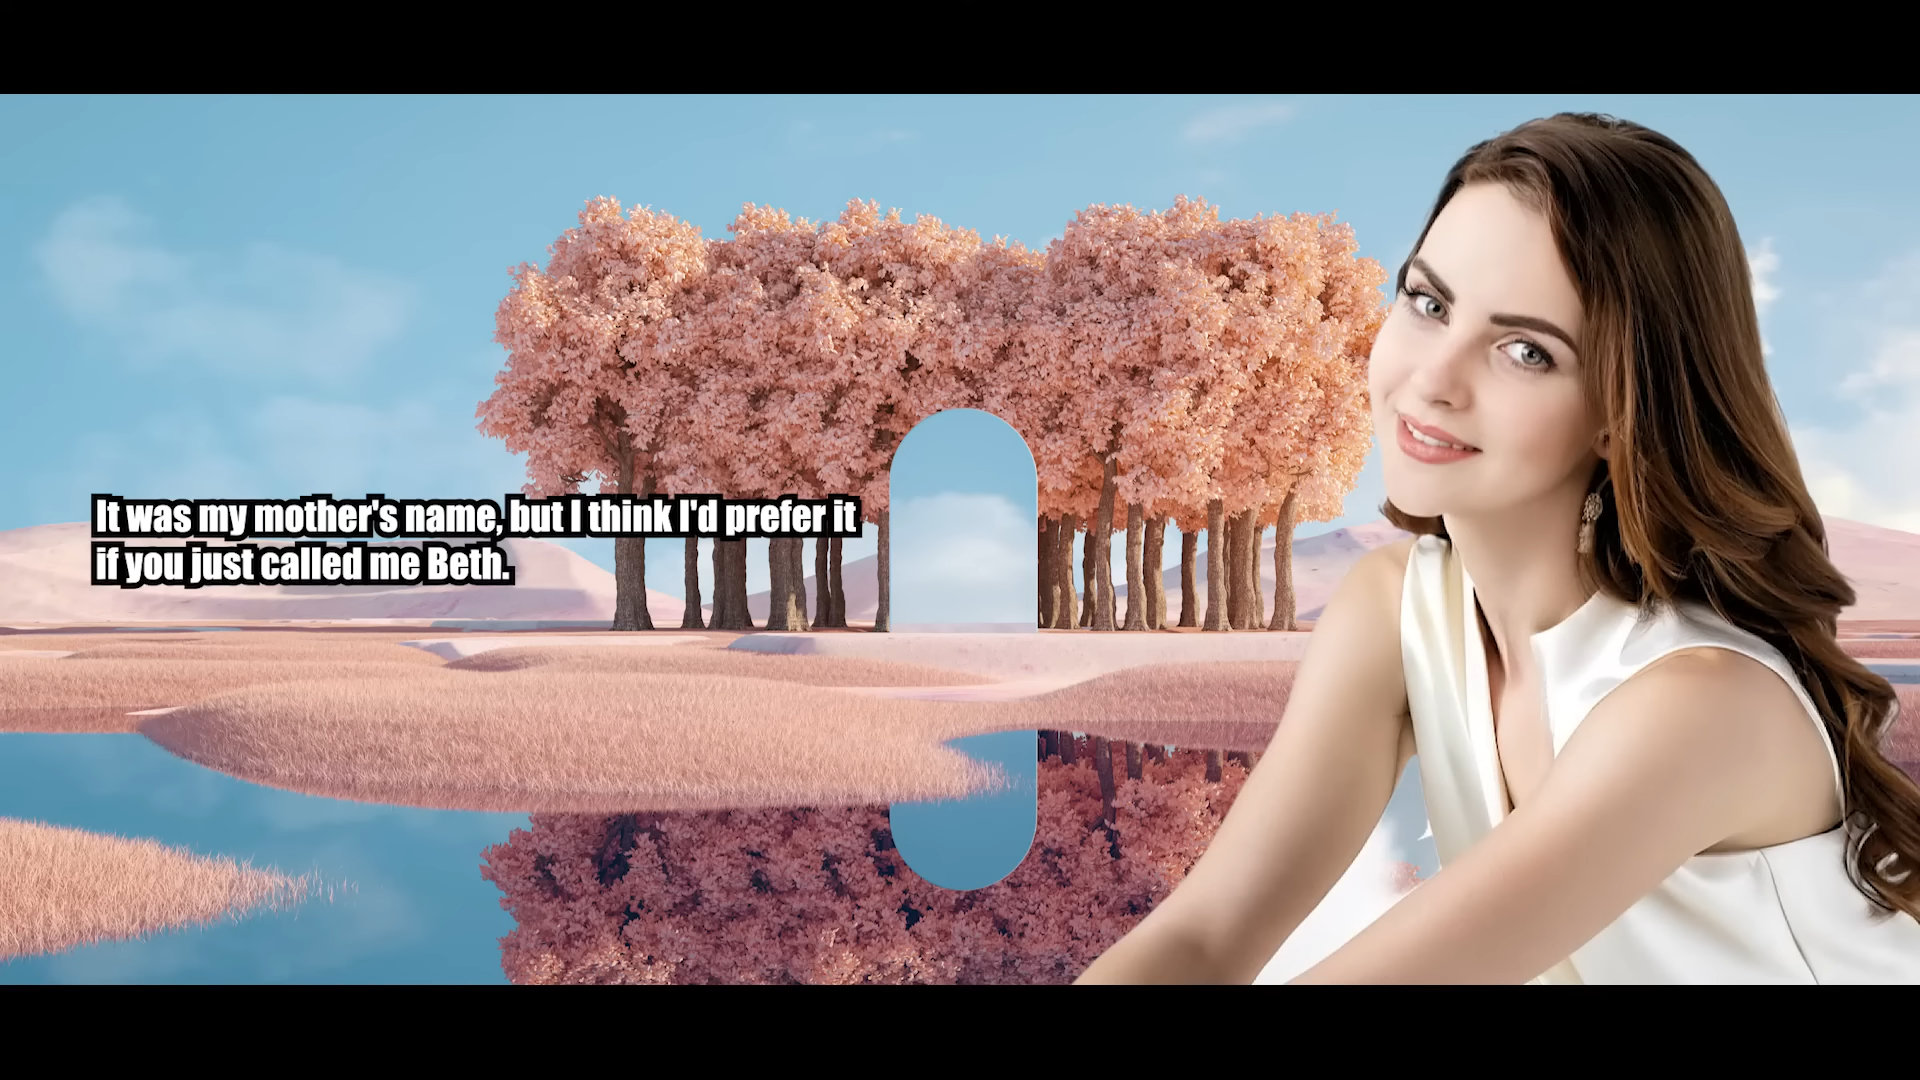 It was my mother's name, but I think I'd prefer it
if you just called me Beth.